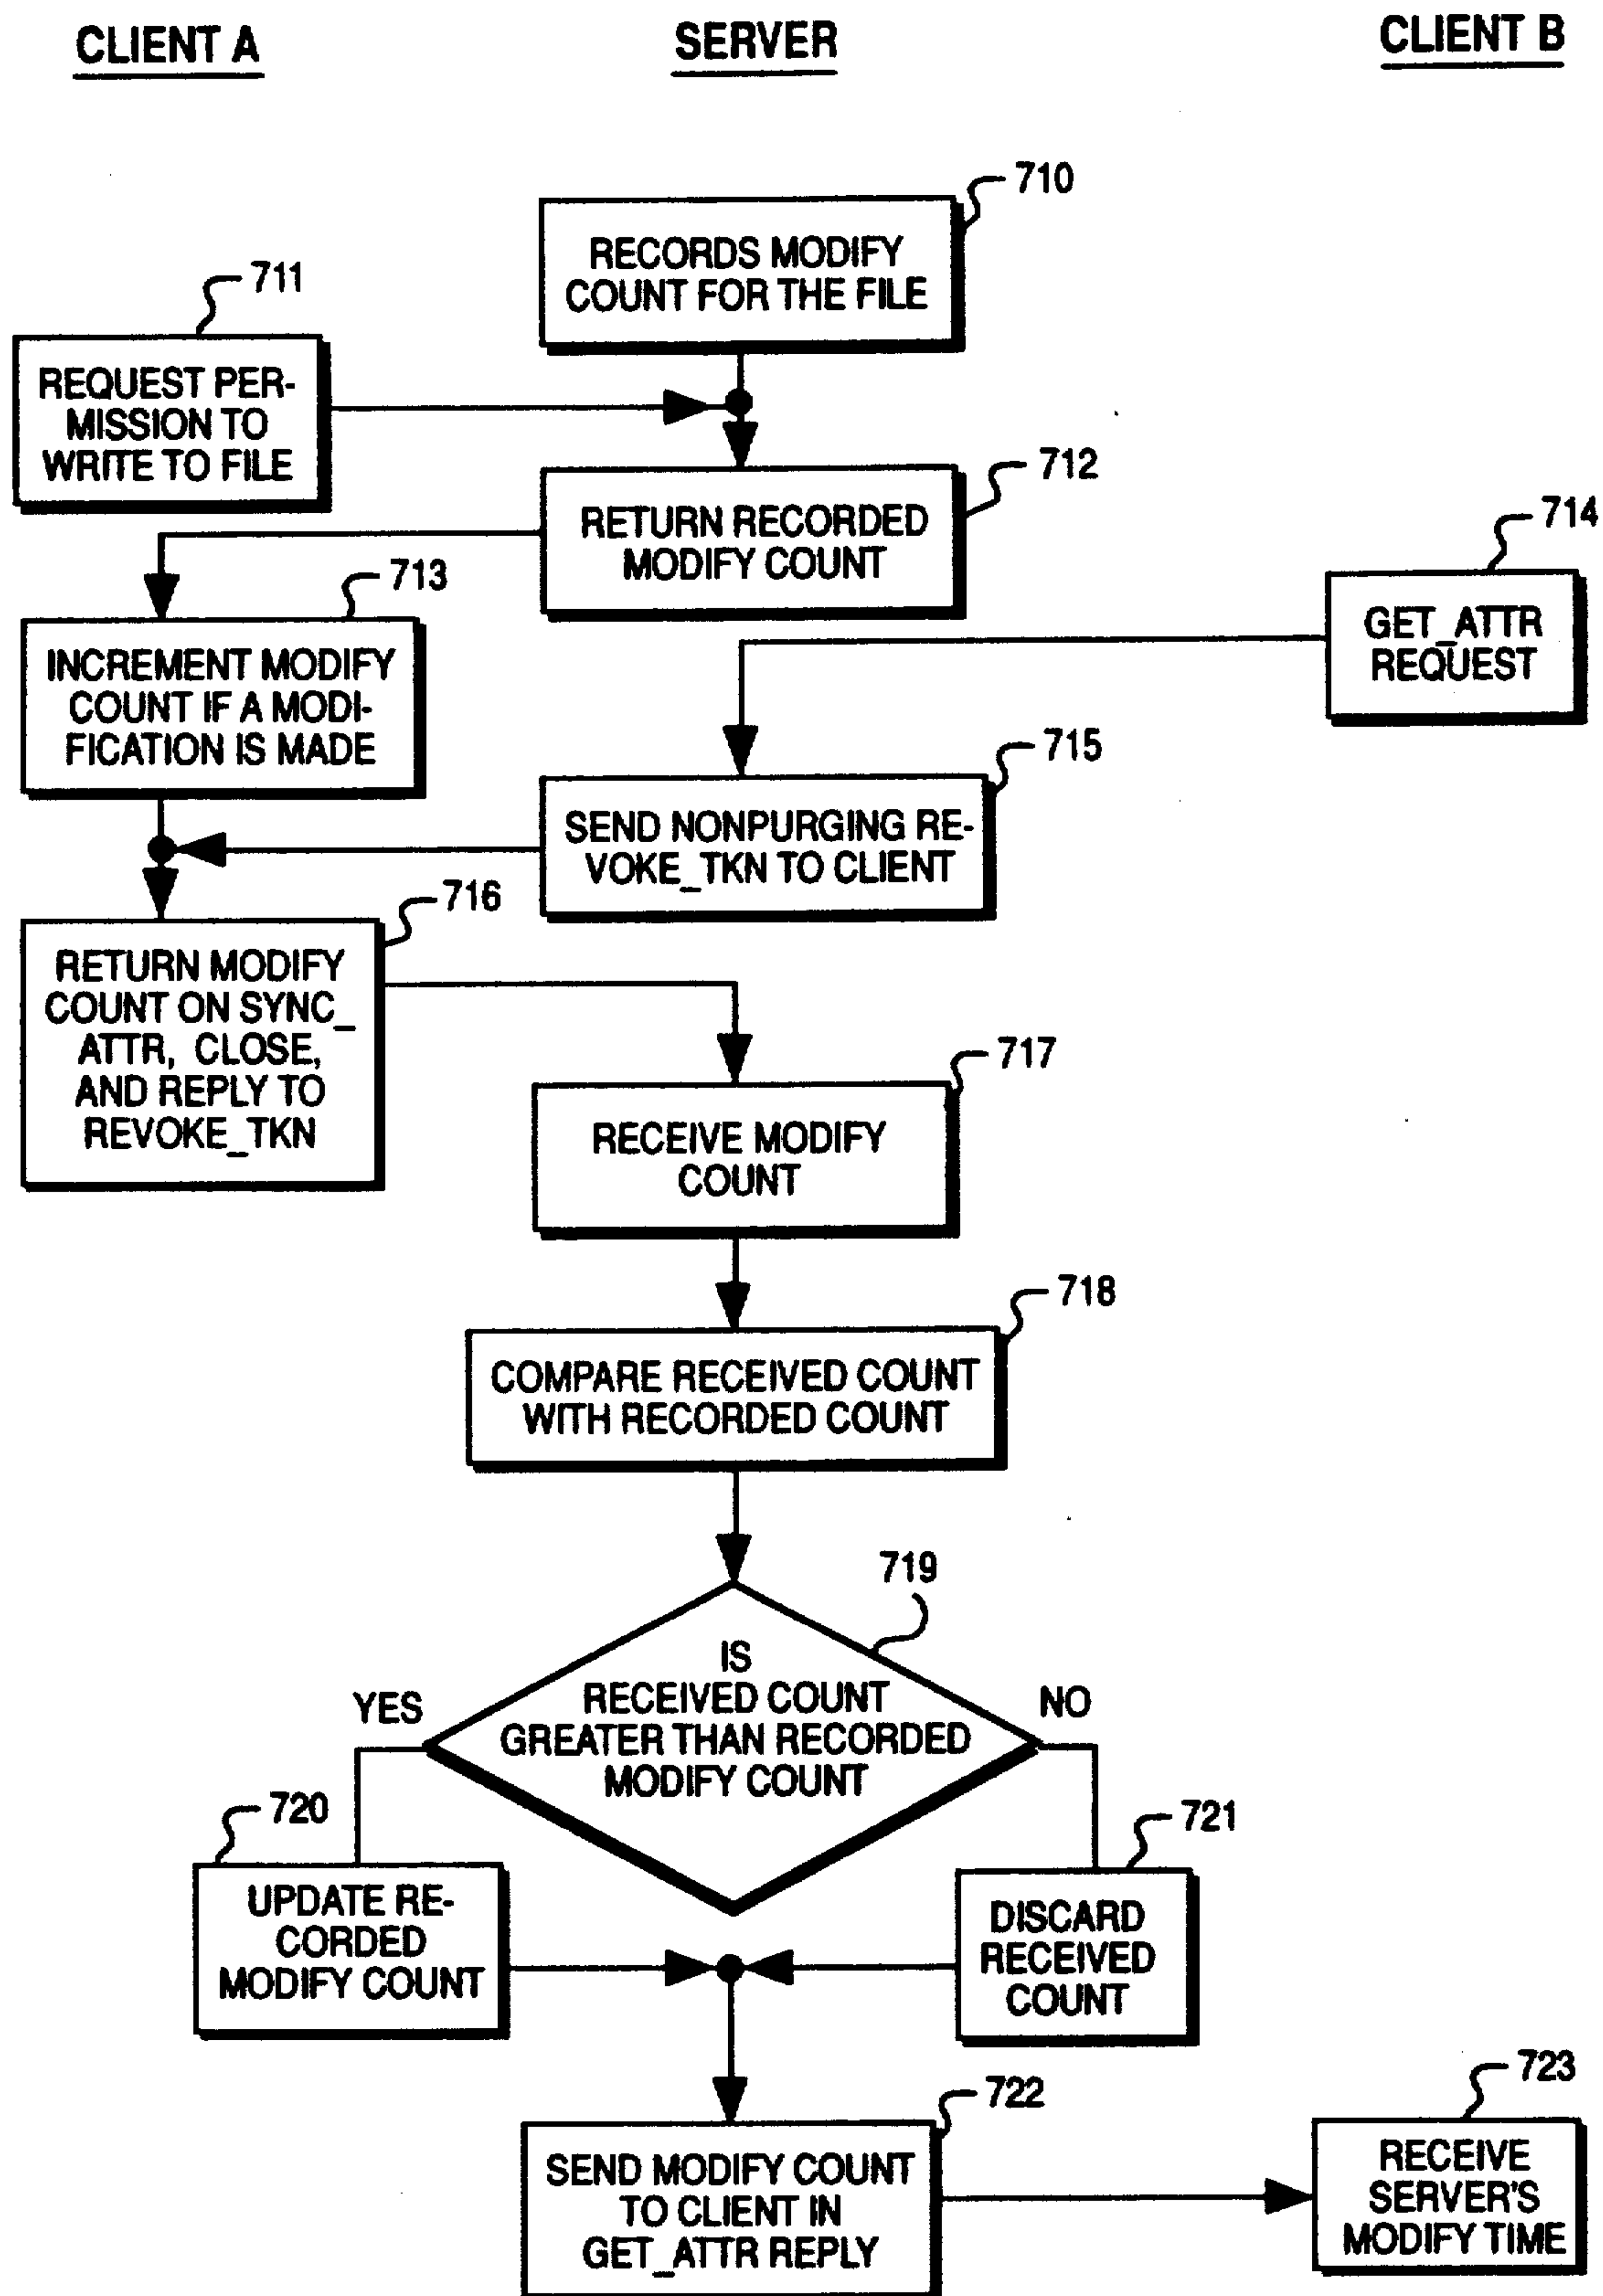 CLIENT A
SERVER
CLIENT B
710
RECORDS MODIFY
COUNT FOR THE FILE
711
REQUEST PER-
MISSION TO
WRITE TO FILE
712
RETURN RECORDED
MODIFY COUNT
713
INCREMENT MODIFY
COUNT IF A MODI-
FICATION IS MADE
714
GET_ATTR
REQUEST
715
SEND NONPURGING RE-
VOKE_TKN TO CLIENT
716
RETURN MODIFY
COUNT ON SYNC_
ATTR, CLOSE,
AND REPLY TO
REVOKE_TKN
717
RECEIVE MODIFY
COUNT
718
COMPARE RECEIVED COUNT
WITH RECORDED COUNT
719
IS
RECEIVED COUNT
GREATER THAN RECORDED
MODIFY COUNT
YES
NO
720
UPDATE RE-
CORDED
MODIFY COUNT
721
DISCARD
RECEIVED
COUNT
722
SEND MODIFY COUNT
TO CLIENT IN
GET_ATTR REPLY
723
RECEIVE
SERVER'S
MODIFY TIME